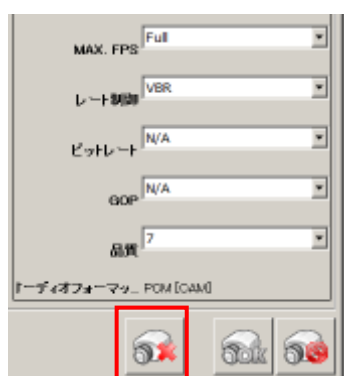 MAX. FPS Full
レート制御 VBR
ビットレート N/A
GOP N/A
品質 7
オーディオフォーマッ... PCM [CAM]
ok